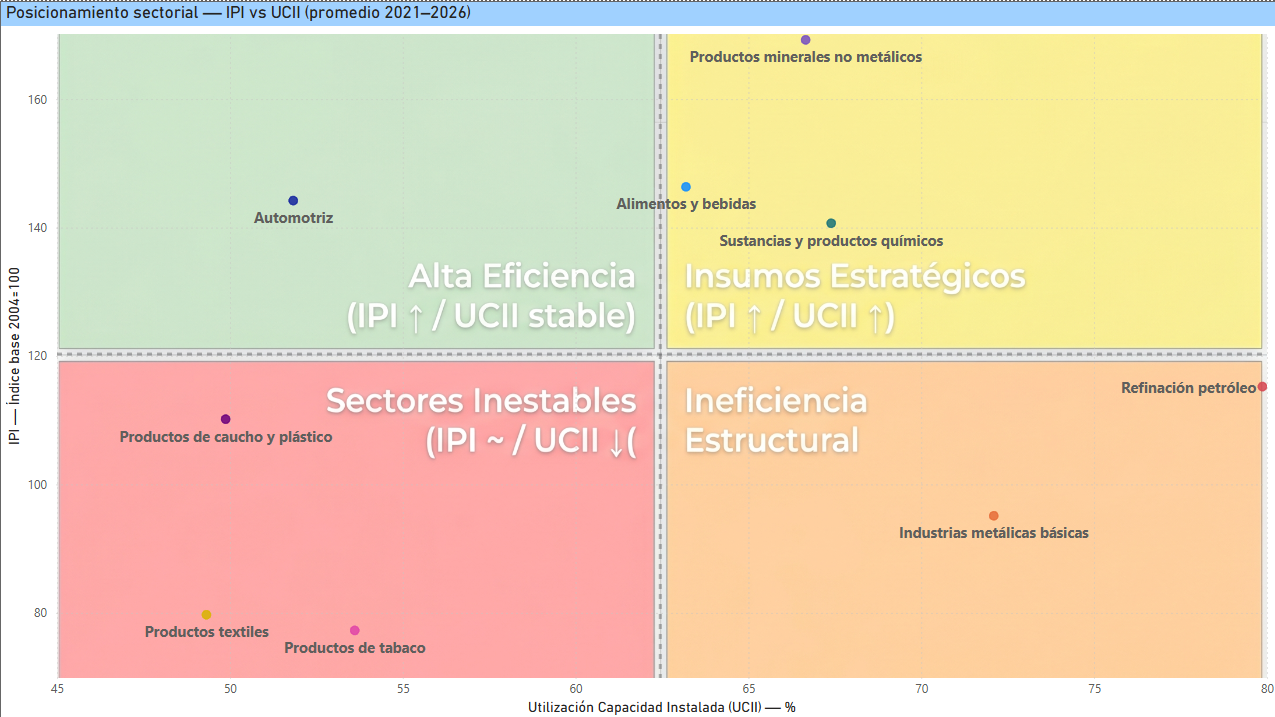 Posicionamiento sectorial — IPI vs UCII (promedio 2021–2026)
Productos minerales no metálicos
160
Automotriz
Alimentos y bebidas
140
Sustancias y productos químicos
Alta Eficiencia
(IPI ↑ / UCII stable)
Insumos Estratégicos
(IPI ↑ / UCII ↑)
120
IPI — Índice base 2004=100
Sectores Inestables
(IPI ~ / UCII ↓(
Ineficiencia
Estructural
Refinación petróleo
Productos de caucho y plástico
100
Industrias metálicas básicas
80
Productos textiles
Productos de tabaco
45 50 55 60 65 70 75 80
Utilización Capacidad Instalada (UCII) — %